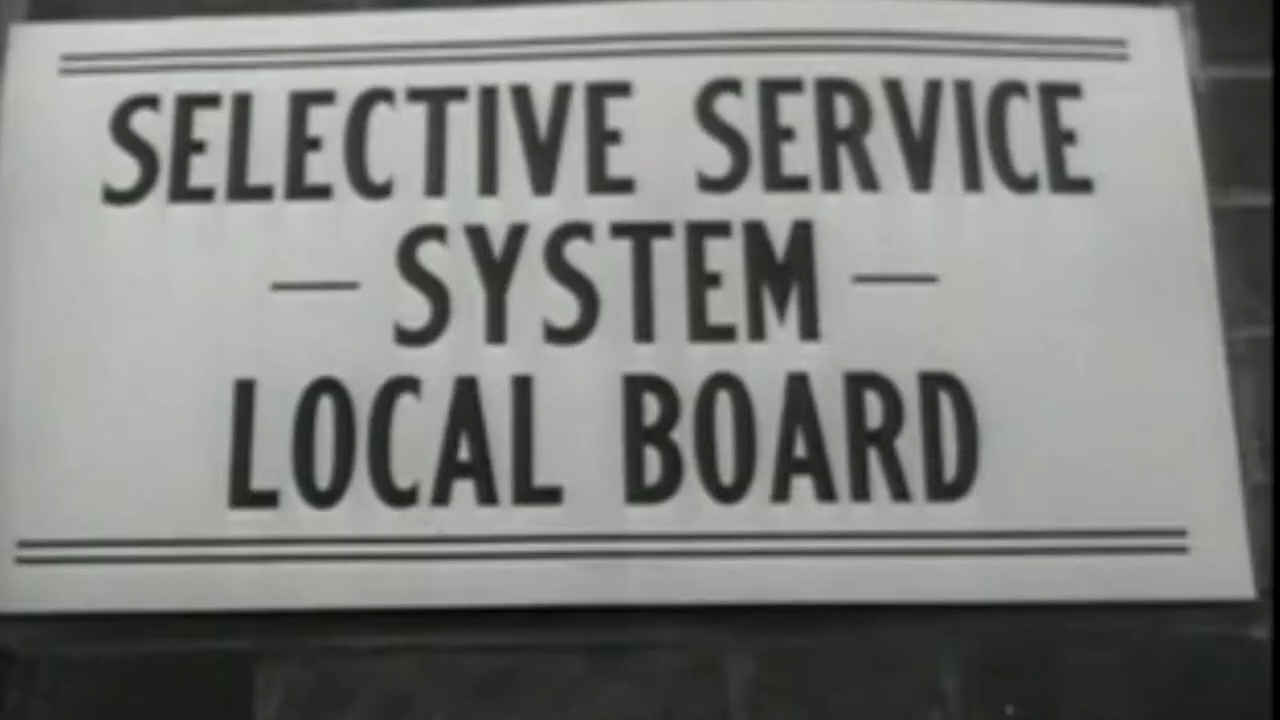 SELECTIVE SERVICE
— SYSTEM —
LOCAL BOARD